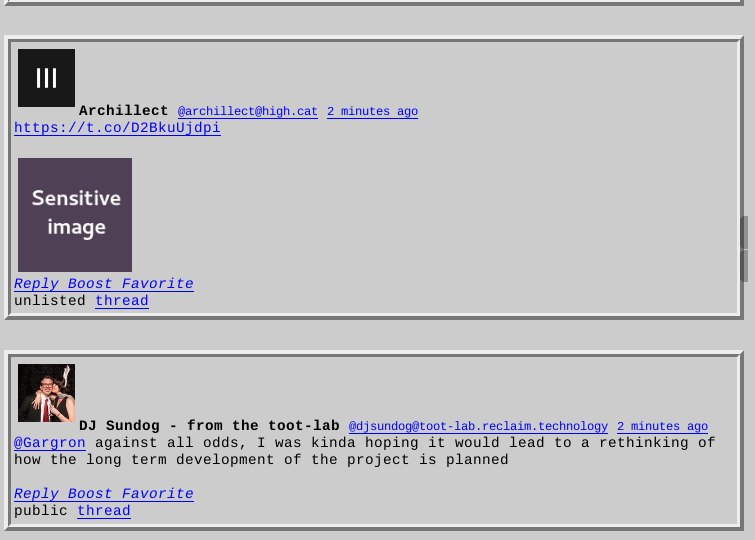 Archillect @archillect@high.cat 2 minutes ago
https://t.co/D2BkuUjdpi
Sensitive
image
Reply Boost Favorite
unlisted thread
DJ Sundog - from the toot-lab @djsundog@toot-lab.reclaim.technology 2 minutes ago
@Gargron against all odds, I was kinda hoping it would lead to a rethinking of
how the long term development of the project is planned
Reply Boost Favorite
public thread